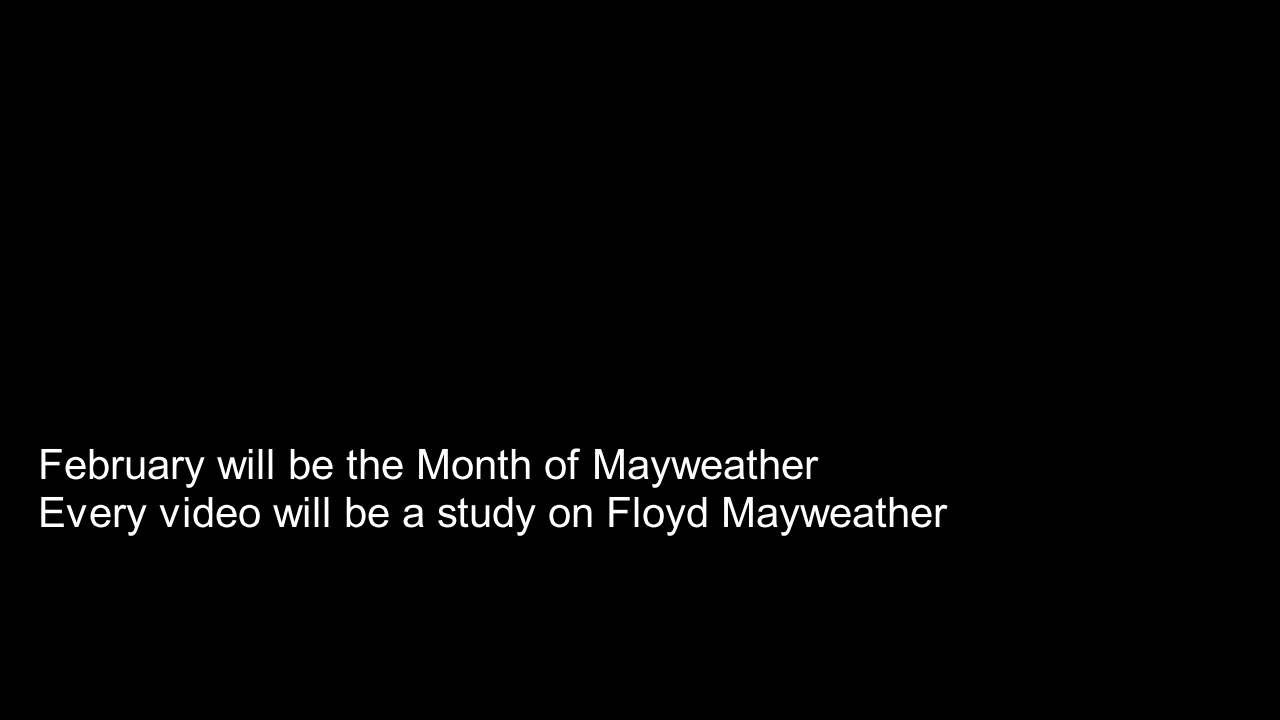 February will be the Month of Mayweather
Every video will be a study on Floyd Mayweather